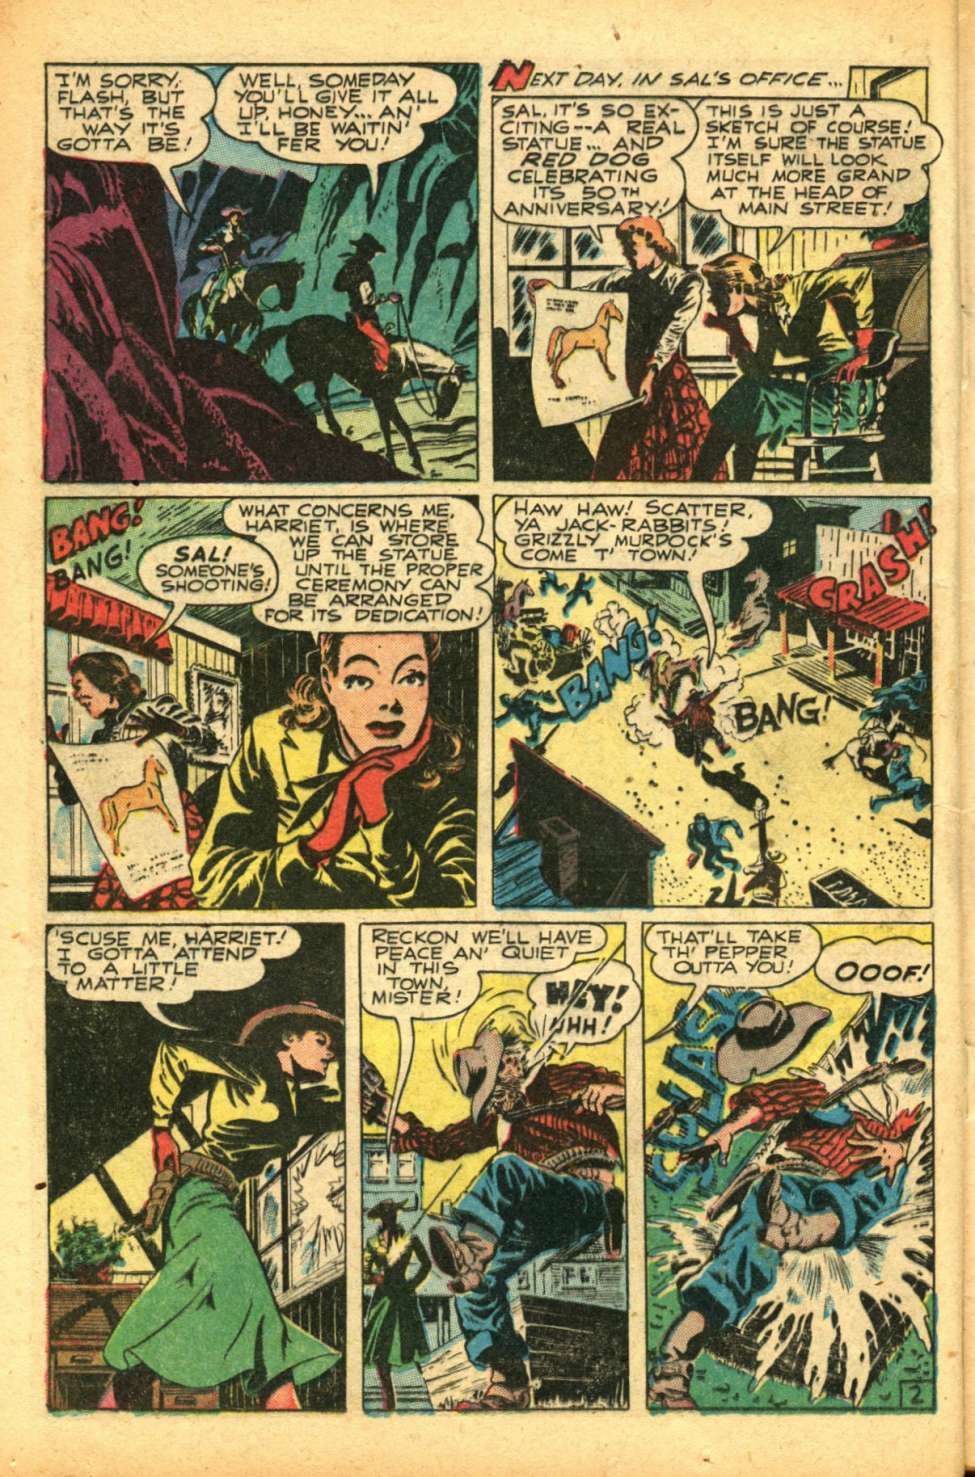 I'M SORRY,
FLASH, BUT
THAT'S THE
WAY IT'S
GOTTA BE!
WELL, SOMEDAY
YOU'LL GIVE IT ALL
UP, HONEY... AN'
I'LL BE WAITIN'
FER YOU!
NEXT DAY, IN SAL'S OFFICE...
SAL, IT'S SO EX-
CITING--A REAL
STATUE... AND
RED DOG
CELEBRATING
ITS 50TH
ANNIVERSARY!
THIS IS JUST A
SKETCH OF COURSE!
I'M SURE THE STATUE
ITSELF WILL LOOK
MUCH MORE GRAND
AT THE HEAD OF
MAIN STREET!
BANG!
BANG!
SAL!
SOMEONE'S
SHOOTING!
WHAT CONCERNS ME,
HARRIET, IS WHERE
WE CAN STORE
UP THE STATUE
UNTIL THE PROPER
CEREMONY CAN
BE ARRANGED
FOR ITS DEDICATION!
HAW HAW! SCATTER,
YA JACK-RABBITS!
GRIZZLY MURDOCK'S
COME T' TOWN!
CRASH!
BANG!
BANG!
'SCUSE ME, HARRIET!
I GOTTA ATTEND
TO A LITTLE
MATTER!
RECKON WE'LL HAVE
PEACE AN' QUIET
IN THIS
TOWN,
MISTER!
HEY!
UHH!
THAT'LL TAKE
TH' PEPPER
OUTTA YOU!
OOOF!
SPLASH
2